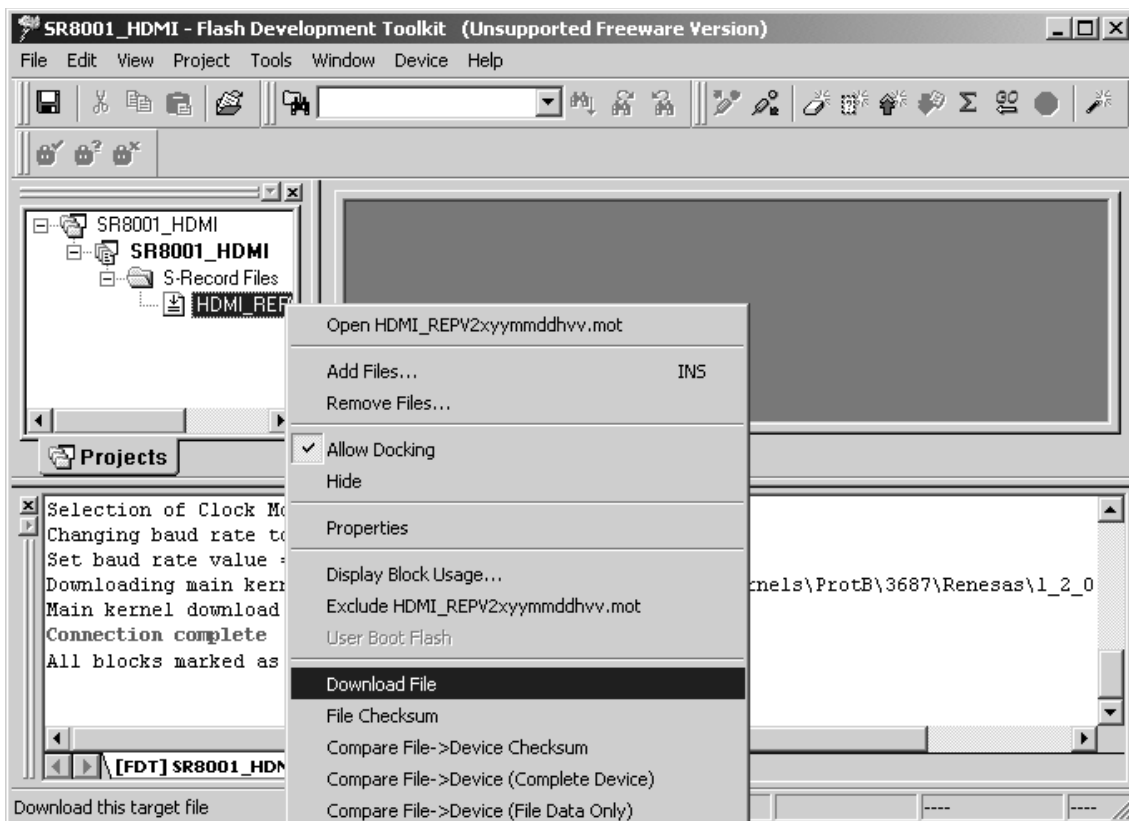 SR8001_HDMI - Flash Development Toolkit (Unsupported Freeware Version)
File Edit View Project Tools Window Device Help
SR8001_HDMI
SR8001_HDMI
S-Record Files
HDMI_REP
Projects
Open HDMI_REPV2xyymmddhvv.mot
Add Files... INS
Remove Files...
Allow Docking
Hide
Properties
Display Block Usage...
Exclude HDMI_REPV2xyymmddhvv.mot
User Boot Flash
Download File
File Checksum
Compare File->Device Checksum
Compare File->Device (Complete Device)
Compare File->Device (File Data Only)
Selection of Clock Mo
Changing baud rate to
Set baud rate value =
Downloading main kern nels\ProtB\3687\Renesas\1_2_0
Main kernel download
Connection complete
All blocks marked as
[FDT] SR8001_HDM
Download this target file ---- ----